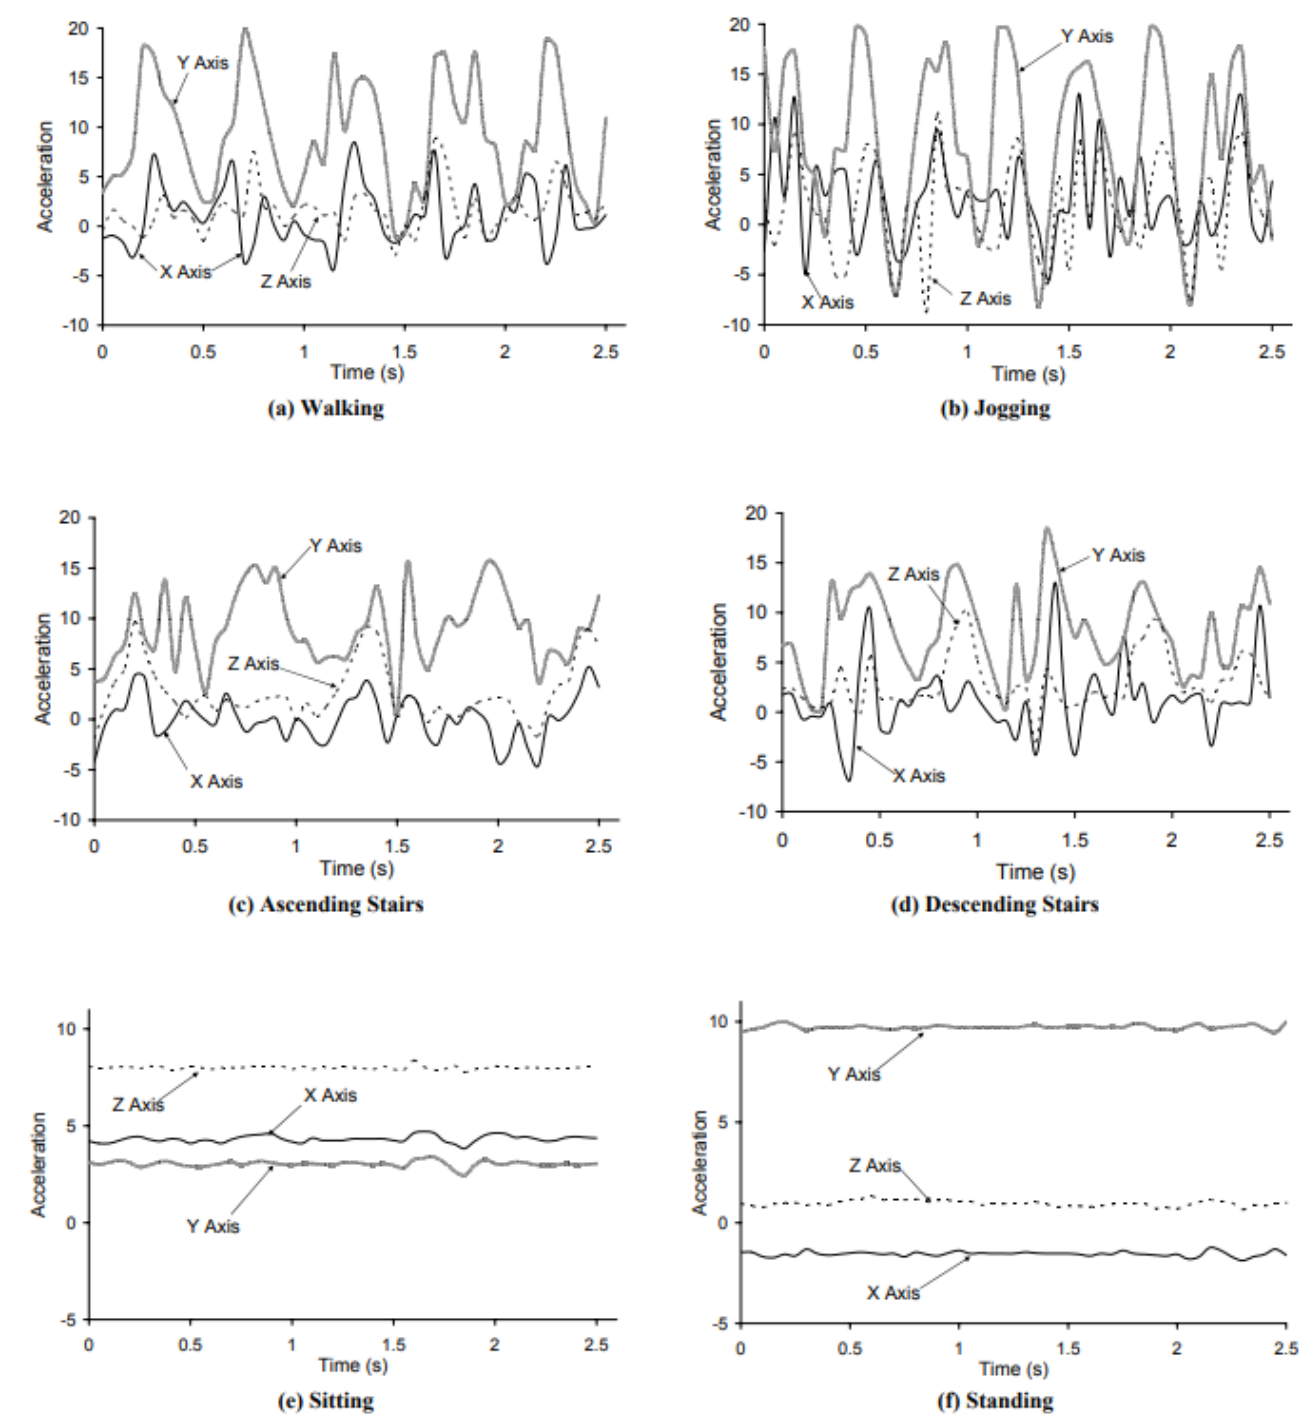 20
15
10
5
0
-5
-10
Acceleration
Y Axis
X Axis
Z Axis
0 0.5 1 1.5 2 2.5
Time (s)
(a) Walking
20
15
10
5
0
-5
-10
Acceleration
Y Axis
X Axis
Z Axis
0 0.5 1 1.5 2 2.5
Time (s)
(b) Jogging
20
15
10
5
0
-5
-10
Acceleration
Y Axis
Z Axis
X Axis
0 0.5 1 1.5 2 2.5
Time (s)
(c) Ascending Stairs
20
15
10
5
0
-5
-10
Acceleration
Y Axis
Z Axis
X Axis
0 0.5 1 1.5 2 2.5
Time (s)
(d) Descending Stairs
10
5
0
-5
Acceleration
Z Axis
X Axis
Y Axis
0 0.5 1 1.5 2 2.5
Time (s)
(e) Sitting
10
5
0
-5
Acceleration
Y Axis
Z Axis
X Axis
0 0.5 1 1.5 2 2.5
Time (s)
(f) Standing